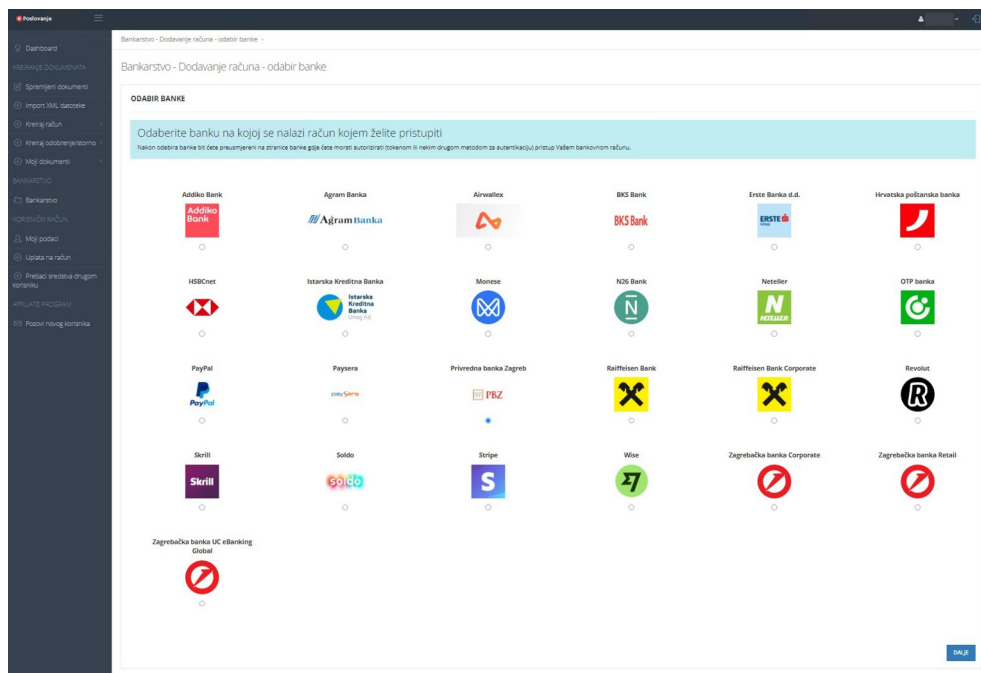 Poslovanje
Dashboard
KREIRANJE DOKUMENATA
Spremljeni dokumenti
Import XML datoteke
Kreiraj račun
Kreiraj odobrenje/storno
Moji dokumenti
BANKARSTVO
Bankarstvo
KORISNIČKI RAČUN
Moji podaci
Uplata na račun
Prebaci sredstva drugom
korisniku
AFFILIATE PROGRAM
Pozovi novog korisnika
Bankarstvo - Dodavanje računa - odabir banke
Bankarstvo - Dodavanje računa - odabir banke
ODABIR BANKE
Odaberite banku na kojoj se nalazi račun kojem želite pristupiti
Nakon odabira banke bit ćete preusmjereni na stranice banke gdje ćete morati autorizirati (tokenom ili nekim drugom metodom za autentikaciju) pristup Vašem bankovnom računu.
Addiko Bank
Agram Banka
Airwallex
BKS Bank
Erste Banka d.d.
Hrvatska poštanska banka
Addiko
Bank
Agram Banka
BKS Bank
ERSTE
Group
HSBCnet
Istarska Kreditna Banka
Monese
N26 Bank
Neteller
OTP banka
Istarska
Kreditna
Banka
Umag d.d.
N
N
NETELLER
PayPal
Paysera
Privredna banka Zagreb
Raiffeisen Bank
Raiffeisen Bank Corporate
Revolut
PayPal
paysera
PBZ
R
Skrill
Soldo
Stripe
Wise
Zagrebačka banka Corporate
Zagrebačka banka Retail
Skrill
soldo
S
Zagrebačka banka UC eBanking
Global
DALJE